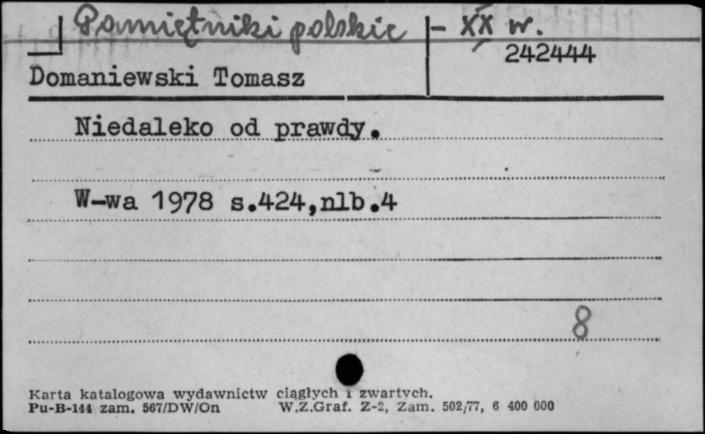 Pamiętniki polskie - XX w.
242444
Domaniewski Tomasz
Niedaleko od prawdy.
W-wa 1978 s.424,nlb.4
8
Karta katalogowa wydawnictw ciągłych i zwartych.
Pu-B-144 zam. 567/DW/On W.Z.Graf. Z-2, Zam. 502/77, 6 400 000